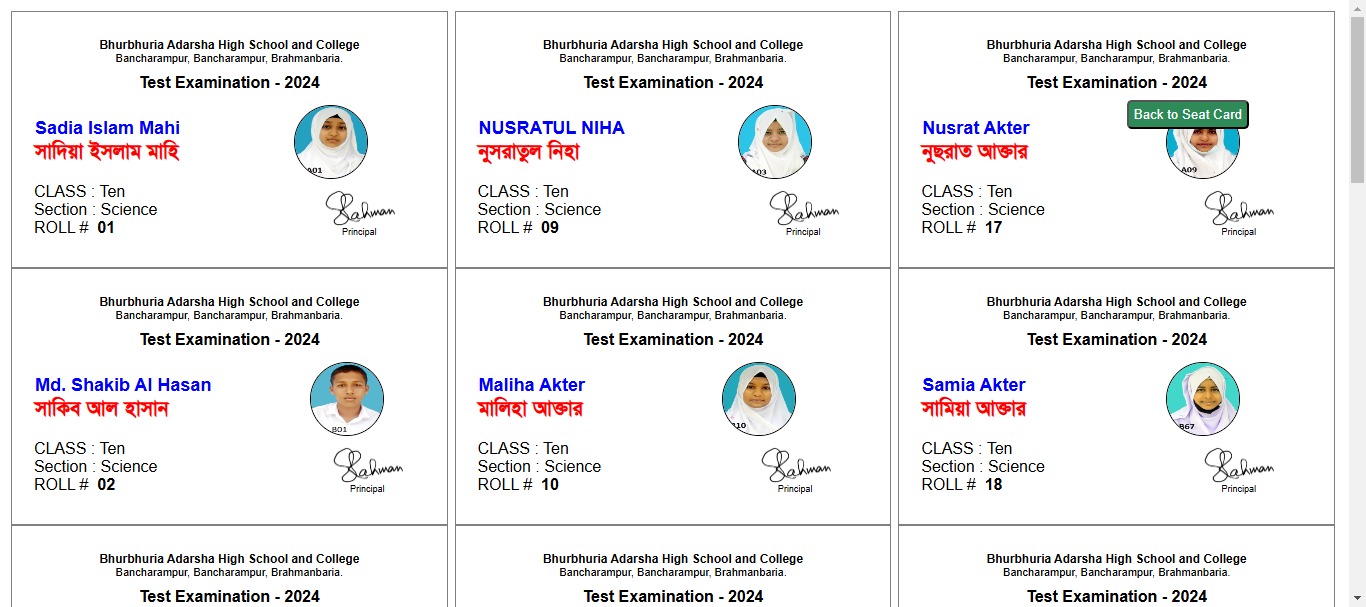 Bhurbhuria Adarsha High School and College
Bancharampur, Bancharampur, Brahmanbaria.
Test Examination - 2024
Sadia Islam Mahi
সাদিয়া ইসলাম মাহি
A01
CLASS : Ten
Section : Science
ROLL # 01
Rahman
Principal
Bhurbhuria Adarsha High School and College
Bancharampur, Bancharampur, Brahmanbaria.
Test Examination - 2024
NUSRATUL NIHA
নুসরাতুল নিহা
A03
CLASS : Ten
Section : Science
ROLL # 09
Rahman
Principal
Bhurbhuria Adarsha High School and College
Bancharampur, Bancharampur, Brahmanbaria.
Test Examination - 2024
Back to Seat Card
Nusrat Akter
নূছরাত আক্তার
A09
CLASS : Ten
Section : Science
ROLL # 17
Rahman
Principal
Bhurbhuria Adarsha High School and College
Bancharampur, Bancharampur, Brahmanbaria.
Test Examination - 2024
Md. Shakib Al Hasan
সাকিব আল হাসান
B01
CLASS : Ten
Section : Science
ROLL # 02
Rahman
Principal
Bhurbhuria Adarsha High School and College
Bancharampur, Bancharampur, Brahmanbaria.
Test Examination - 2024
Maliha Akter
মালিহা আক্তার
10
CLASS : Ten
Section : Science
ROLL # 10
Rahman
Principal
Bhurbhuria Adarsha High School and College
Bancharampur, Bancharampur, Brahmanbaria.
Test Examination - 2024
Samia Akter
সামিয়া আক্তার
B67
CLASS : Ten
Section : Science
ROLL # 18
Rahman
Principal
Bhurbhuria Adarsha High School and College
Bancharampur, Bancharampur, Brahmanbaria.
Test Examination - 2024
Bhurbhuria Adarsha High School and College
Bancharampur, Bancharampur, Brahmanbaria.
Test Examination - 2024
Bhurbhuria Adarsha High School and College
Bancharampur, Bancharampur, Brahmanbaria.
Test Examination - 2024